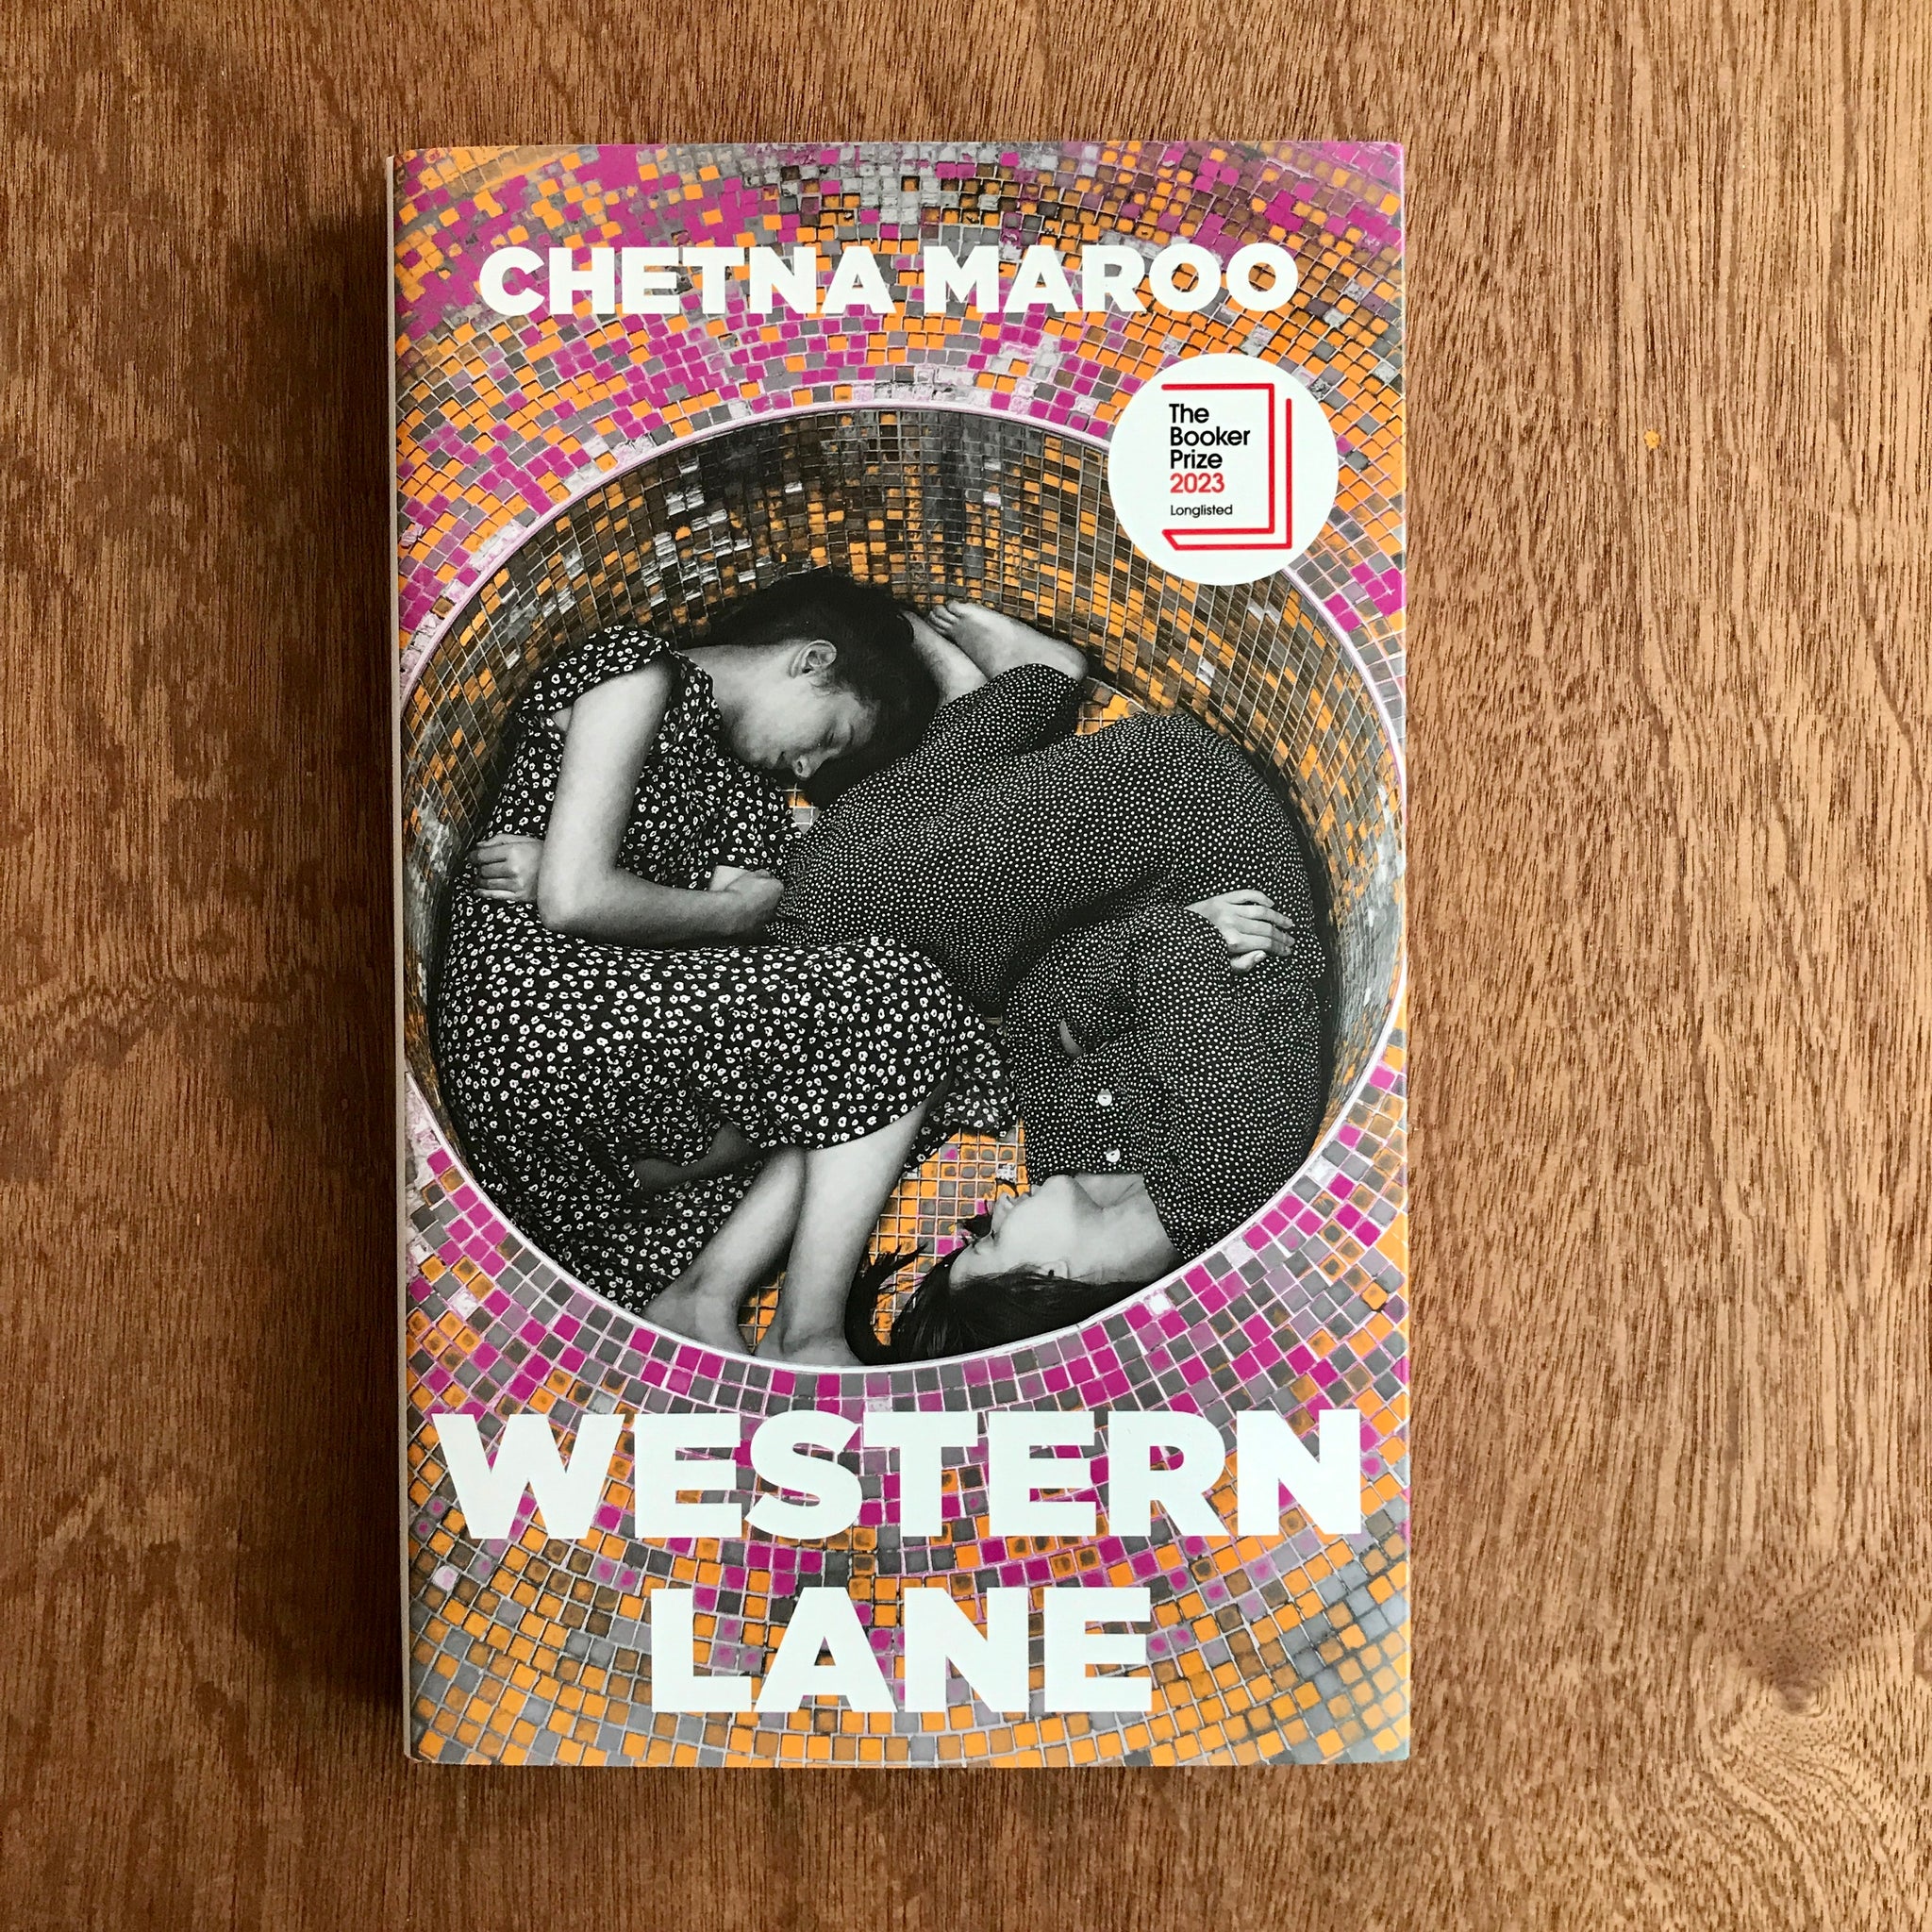 CHETNA MAROO
The
Booker
Prize
2023
Longlisted
WESTERN
LANE